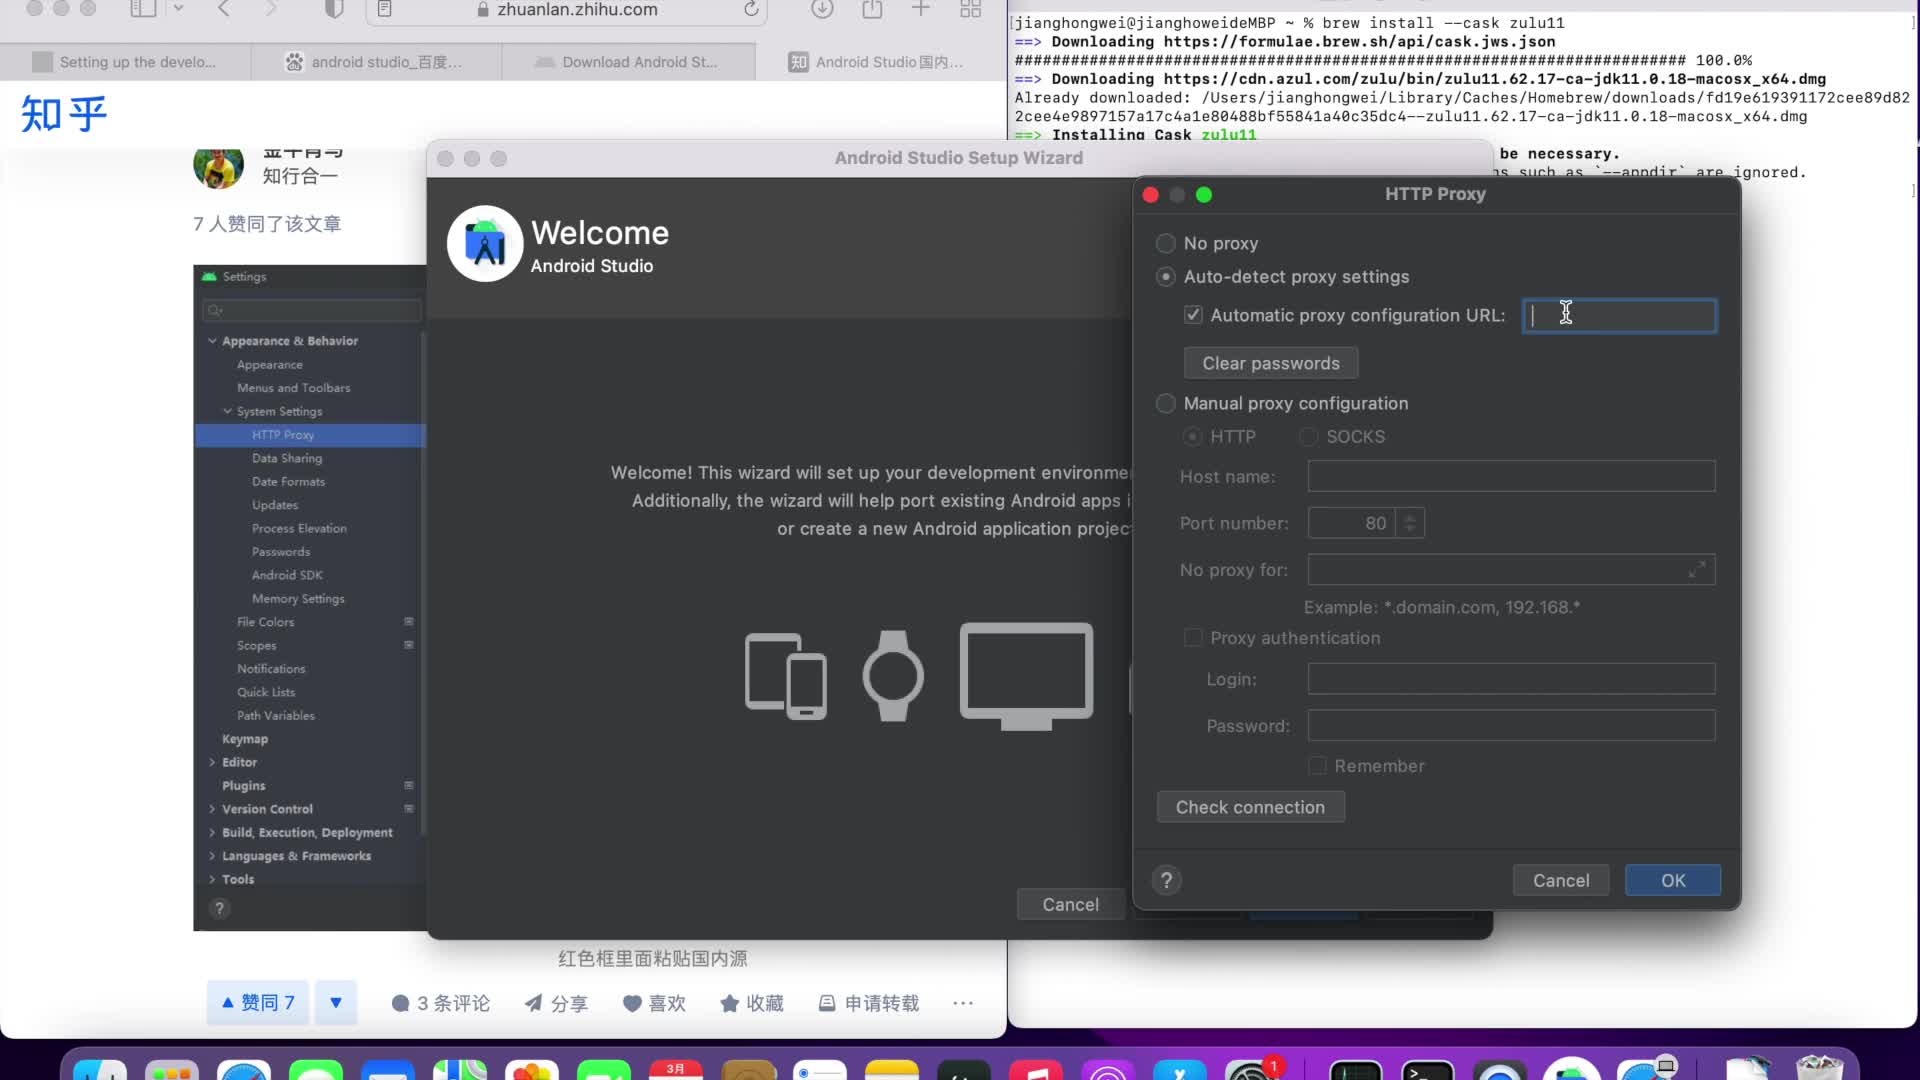 zhuanlan.zhihu.com
Setting up the develo...
android studio_百度...
Download Android St...
知 Android Studio国内...
知乎
知行合一
7 人赞同了该文章
Settings
Appearance & Behavior
Appearance
Menus and Toolbars
System Settings
HTTP Proxy
Data Sharing
Date Formats
Updates
Process Elevation
Passwords
Android SDK
Memory Settings
File Colors
Scopes
Notifications
Quick Lists
Path Variables
Keymap
Editor
Plugins
Version Control
Build, Execution, Deployment
Languages & Frameworks
Tools
?
红色框里面粘贴国内源
赞同 7
3 条评论
分享
喜欢
收藏
申请转载
...
[jianghongwei@jianghoweideMBP ~ % brew install --cask zulu11 ]
==> Downloading https://formulae.brew.sh/api/cask.jws.json
######################################################################## 100.0%
==> Downloading https://cdn.azul.com/zulu/bin/zulu11.62.17-ca-jdk11.0.18-macosx_x64.dmg
Already downloaded: /Users/jianghongwei/Library/Caches/Homebrew/downloads/fd19e619391172cee89d82
2cee4e9897157a17c4a1e80488bf55841a40c35dc4--zulu11.62.17-ca-jdk11.0.18-macosx_x64.dmg
==> Installing Cask zulu11
be necessary.
ns such as `--appdir` are ignored.
Android Studio Setup Wizard
Welcome
Android Studio
Welcome! This wizard will set up your development environme
Additionally, the wizard will help port existing Android apps i
or create a new Android application projec
Cancel
HTTP Proxy
No proxy
Auto-detect proxy settings
Automatic proxy configuration URL:
Clear passwords
Manual proxy configuration
HTTP
SOCKS
Host name:
Port number:
80
No proxy for:
Example: *.domain.com, 192.168.*
Proxy authentication
Login:
Password:
Remember
Check connection
?
Cancel
OK
3月
1